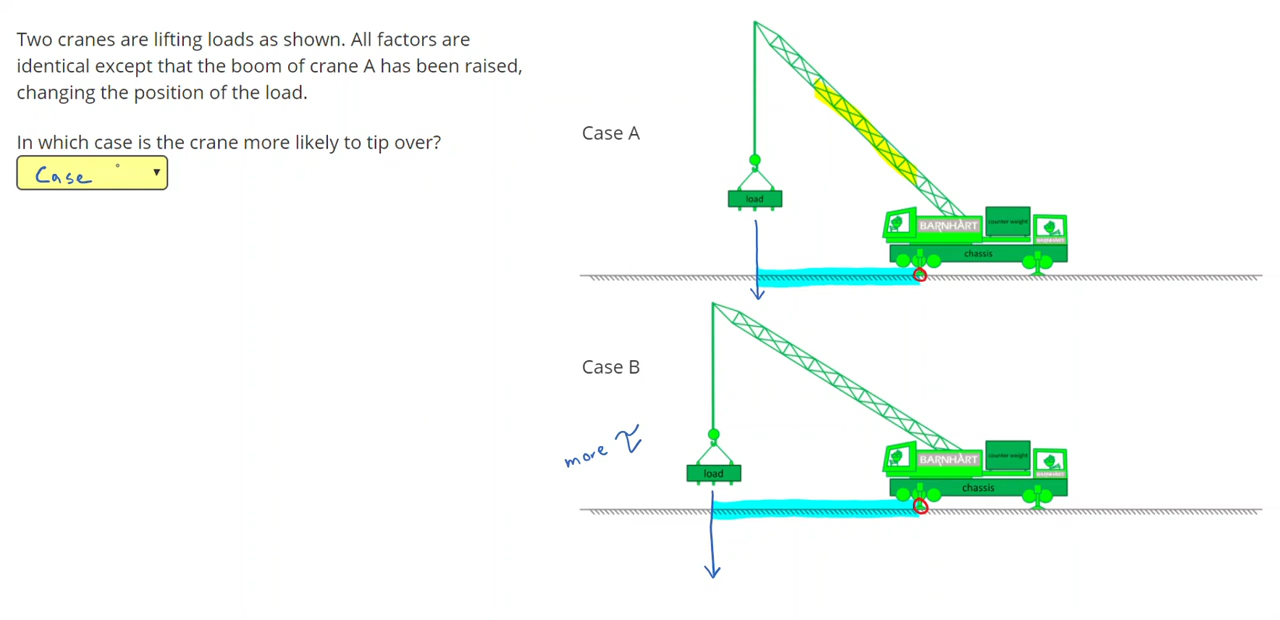 Two cranes are lifting loads as shown. All factors are
identical except that the boom of crane A has been raised,
changing the position of the load.
In which case is the crane more likely to tip over?
Case
Case A
load
BARNHART
counter weight
BARNHART
chassis
Case B
more τ
load
BARNHART
counter weight
BARNHART
chassis